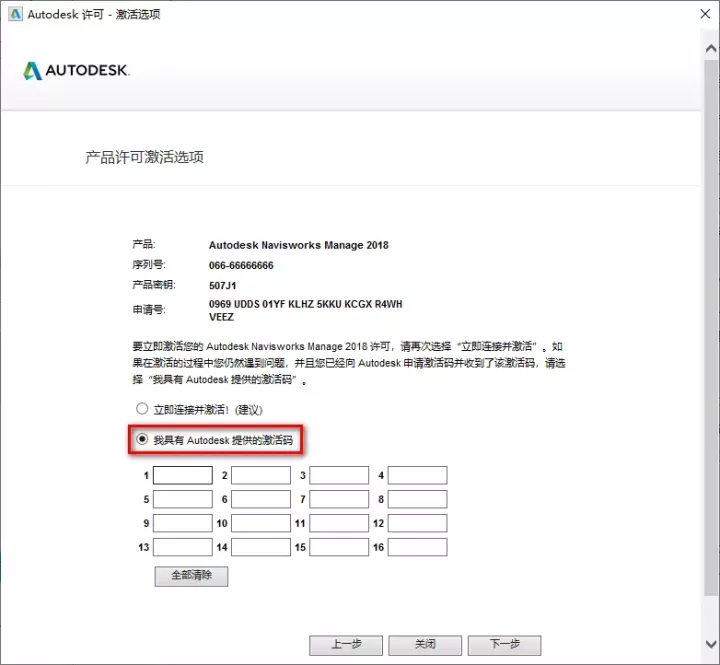 Autodesk 许可 - 激活选项
AUTODESK.
产品许可激活选项
产品: Autodesk Navisworks Manage 2018
序列号: 066-66666666
产品密钥: 507J1
申请号: 0969 UDDS 01YF KLHZ 5KKU KCGX R4WH
VEEZ
要立即激活您的 Autodesk Navisworks Manage 2018 许可，请再次选择“立即连接并激活”。如
果在激活的过程中您仍然遇到问题，并且您已经向 Autodesk 申请激活码并收到了该激活码，请选
择“我具有 Autodesk 提供的激活码”。
立即连接并激活! (建议)
我具有 Autodesk 提供的激活码
1 2 3 4
5 6 7 8
9 10 11 12
13 14 15 16
全部清除
上一步 关闭 下一步